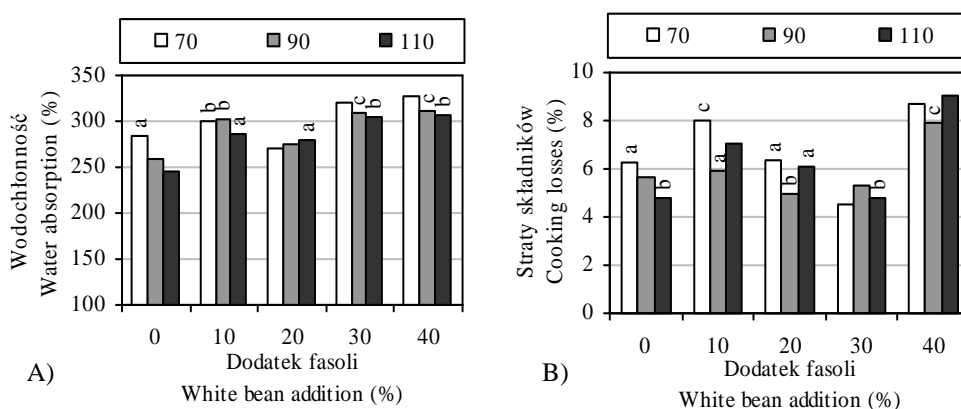 70 90 110
350
300
250
200
150
100
Wodochłonność
Water absorption (%)
a b b a a c b c b
0 10 20 30 40
Dodatek fasoli
White bean addition (%)
A)
70 90 110
10
8
6
4
2
0
Straty składników
Cooking losses (%)
a b c a a b a b c
0 10 20 30 40
Dodatek fasoli
White bean addition (%)
B)